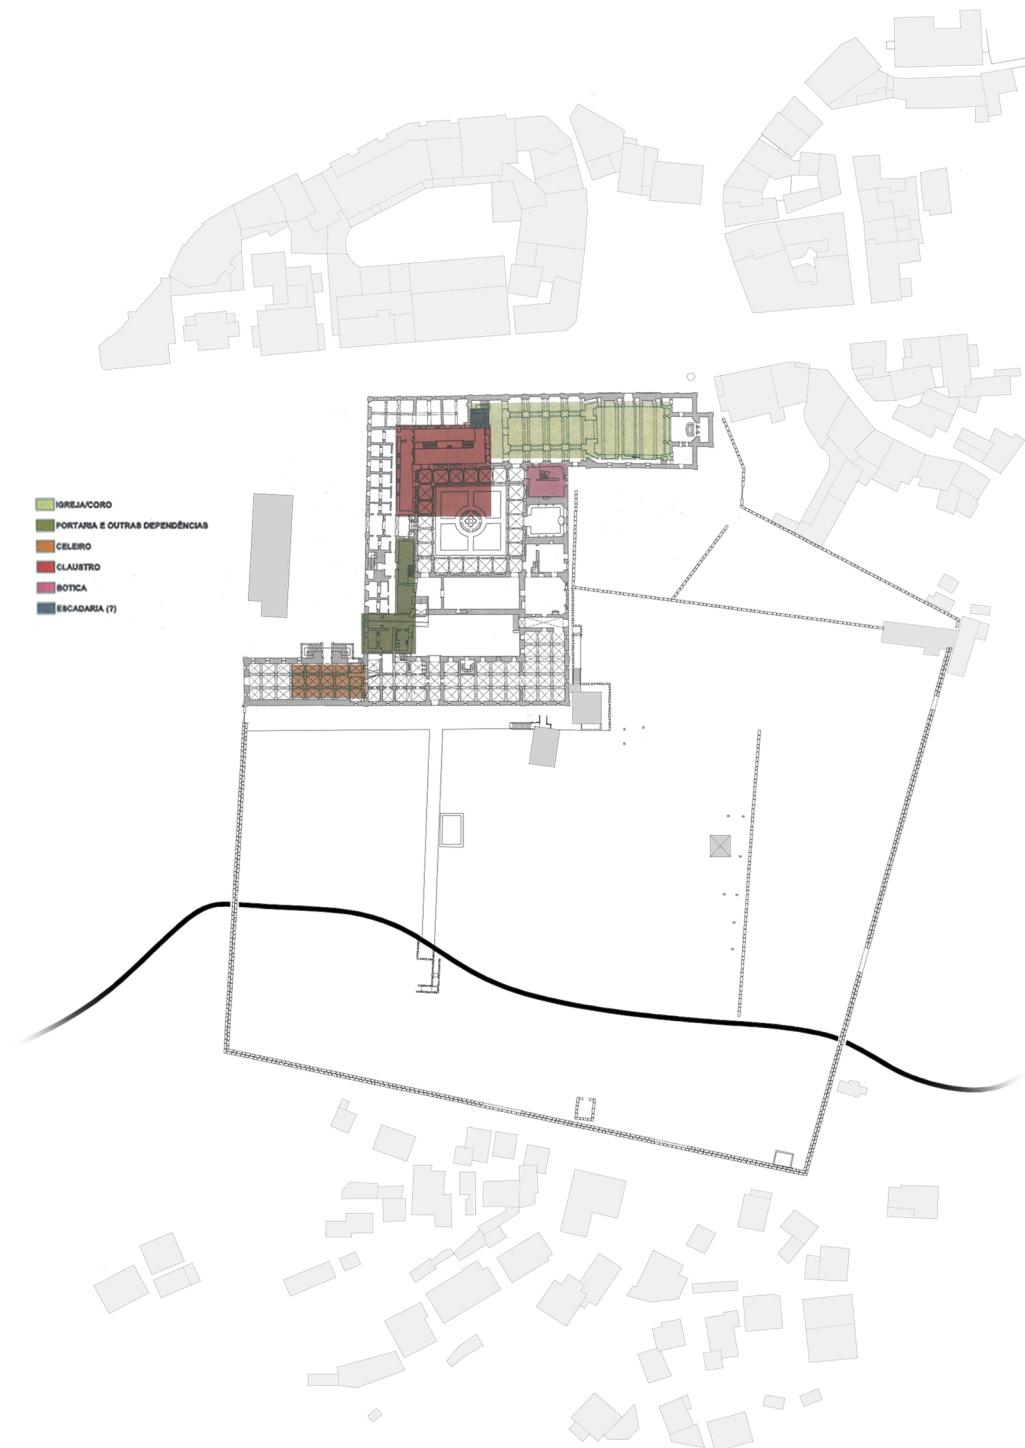 IGREJA/CORO
PORTARIA E OUTRAS DEPENDÊNCIAS
CELEIRO
CLAUSTRO
BOTICA
ESCADARIA (?)